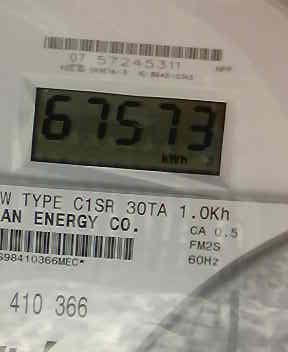 07 57245311
67573
kWh
W TYPE C1SR 30TA 1.0Kh
AN ENERGY CO.
CA 0.5
FM2S
60Hz
S98410366MEC*
410 366